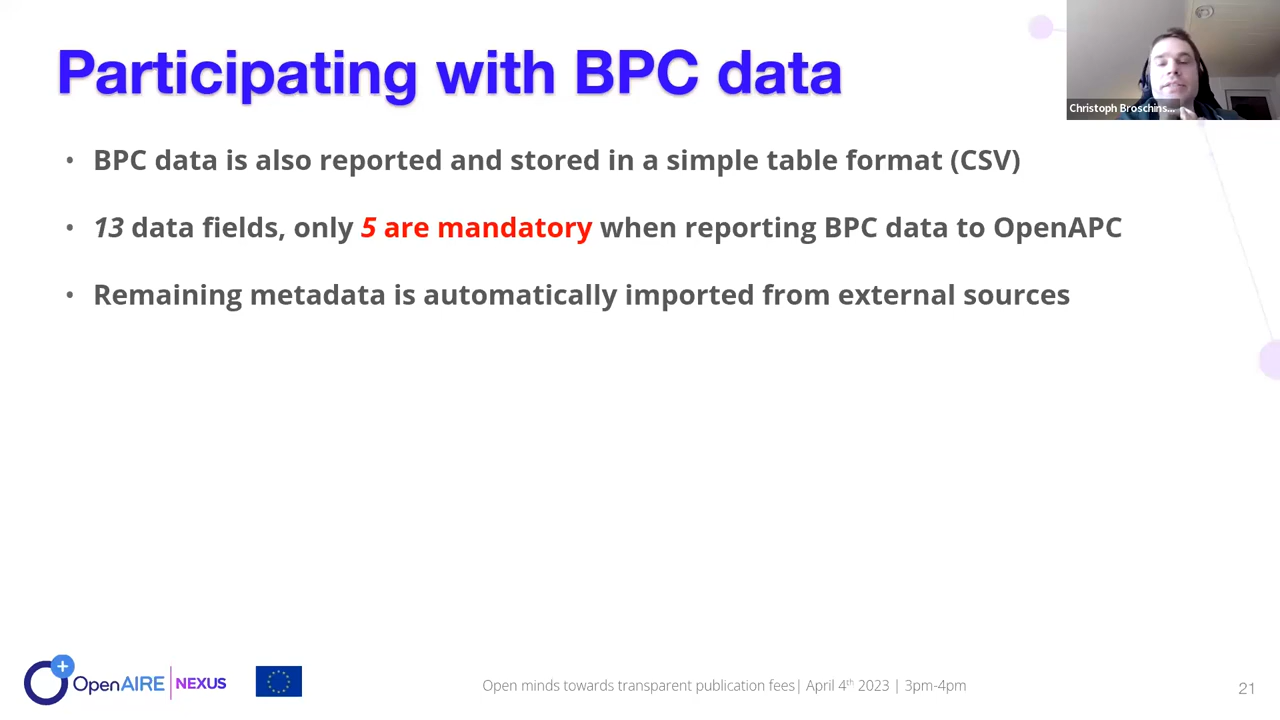 Participating with BPC data
Christoph Broschins...
• BPC data is also reported and stored in a simple table format (CSV)
• 13 data fields, only 5 are mandatory when reporting BPC data to OpenAPC
• Remaining metadata is automatically imported from external sources
OpenAIRE NEXUS
Open minds towards transparent publication fees| April 4th 2023 | 3pm-4pm
21